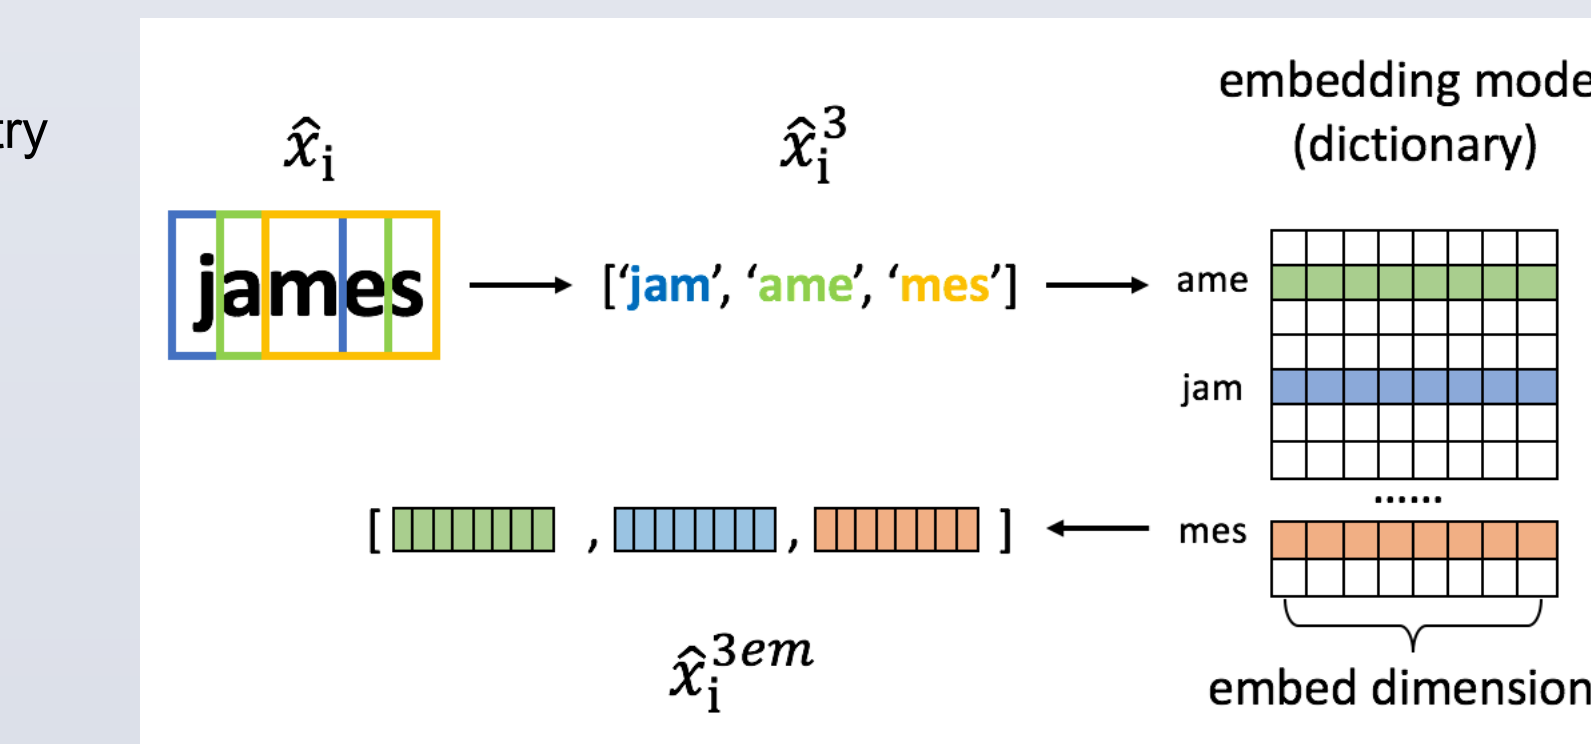 try
x̂ᵢ
x̂ᵢ³
embedding mode
(dictionary)
james
['jam', 'ame', 'mes']
ame
jam
......
mes
[ , , ]
x̂ᵢ³ᵉᵐ
embed dimension